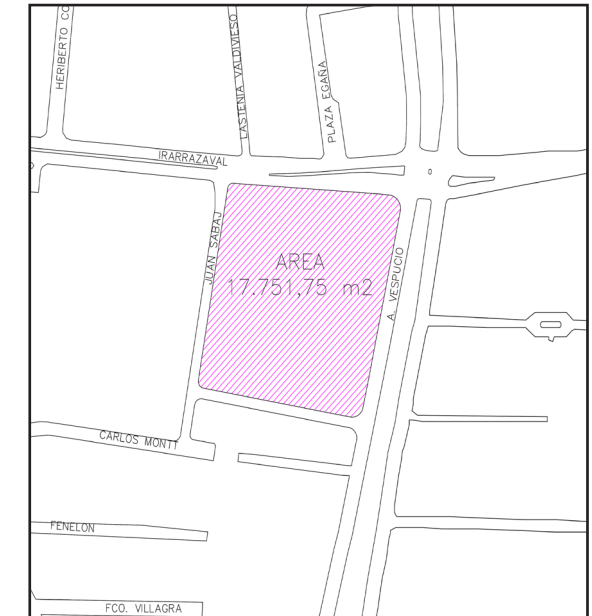 HERIBERTO CO
LASTENIA VALDIVIESO
PLAZA EGAÑA
IRARRAZAVAL
JUAN SABAJ
AREA
17.751,75 m2
A. VESPUCIO
CARLOS MONTT
FENELON
FCO. VILLAGRA